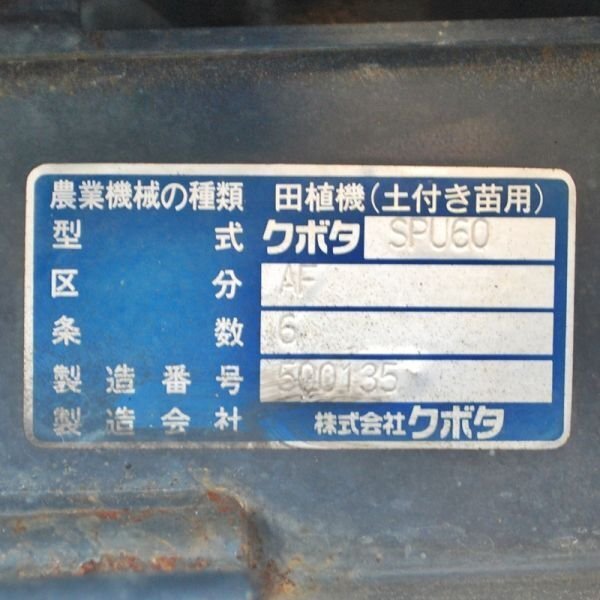 農業機械の種類 田植機(土付き苗用)
型式 クボタ SPU60
区分 AF
条数 6
製造番号 500135
製造会社 株式会社クボタ